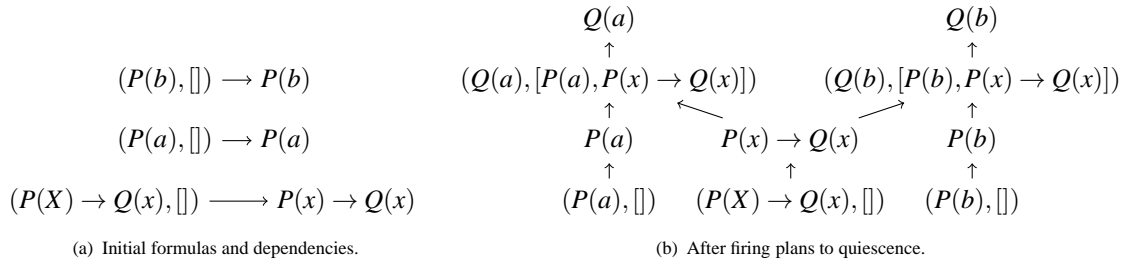 (P(b), []) ⟶ P(b)
(P(a), []) ⟶ P(a)
(P(X) → Q(x), []) ⟶ P(x) → Q(x)
(a) Initial formulas and dependencies.
Q(a) Q(b)
↑ ↑
(Q(a), [P(a), P(x) → Q(x)]) (Q(b), [P(b), P(x) → Q(x)])
P(a) P(x) → Q(x) P(b)
↑ ↑ ↑
(P(a), []) (P(X) → Q(x), []) (P(b), [])
(b) After firing plans to quiescence.